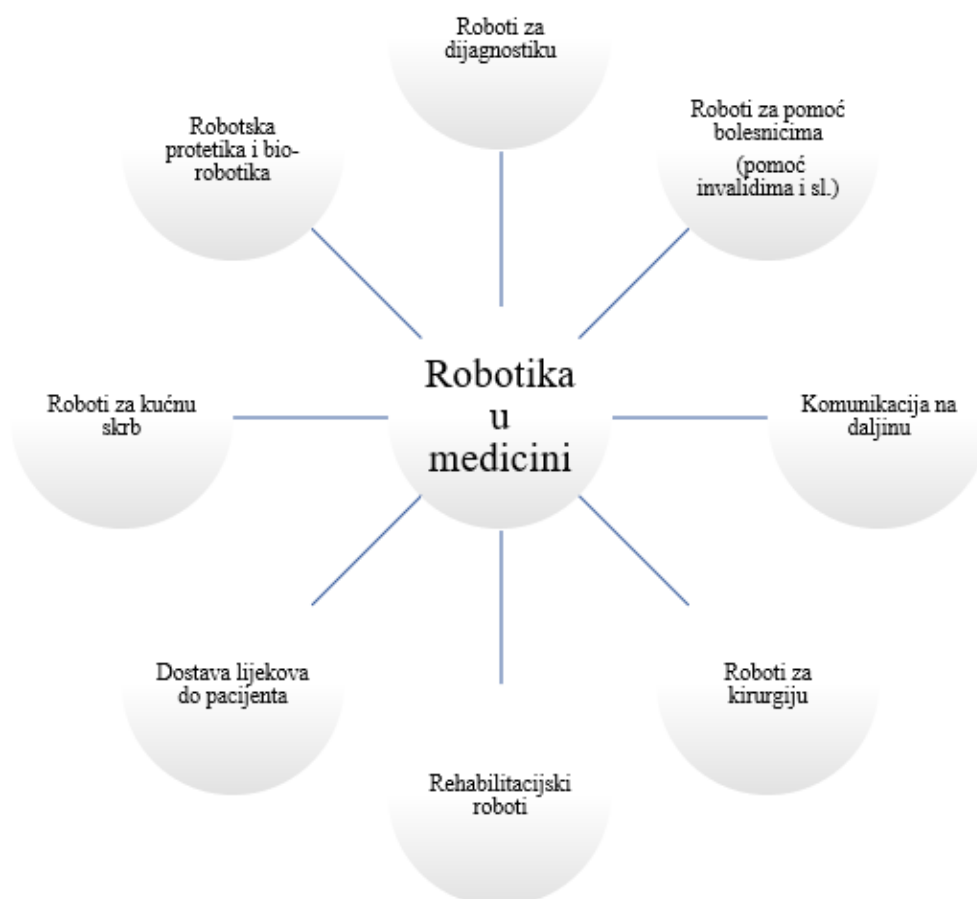 Roboti za
dijagnostiku
Roboti za pomoć
bolesnicima
(pomoć
invalidima i sl.)
Robotska
protetika i bio-
robotika
Robotika
u
medicini
Roboti za kućnu
skrb
Komunikacija na
daljinu
Dostava lijekova
do pacijenta
Roboti za
kirurgiju
Rehabilitacijski
roboti